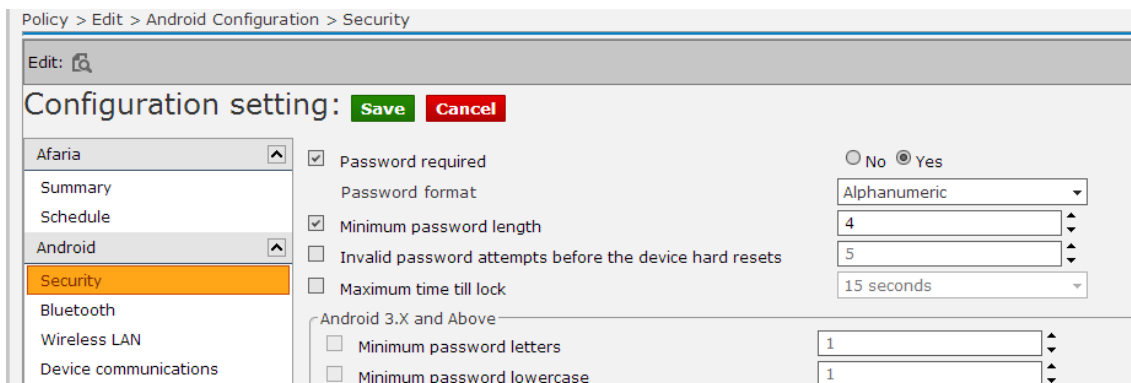 Policy > Edit > Android Configuration > Security
Edit:
Configuration setting: Save Cancel
Afaria
Summary
Schedule
Android
Security
Bluetooth
Wireless LAN
Device communications
Password required No Yes
Password format Alphanumeric
Minimum password length 4
Invalid password attempts before the device hard resets 5
Maximum time till lock 15 seconds
Android 3.X and Above
Minimum password letters 1
Minimum password lowercase 1